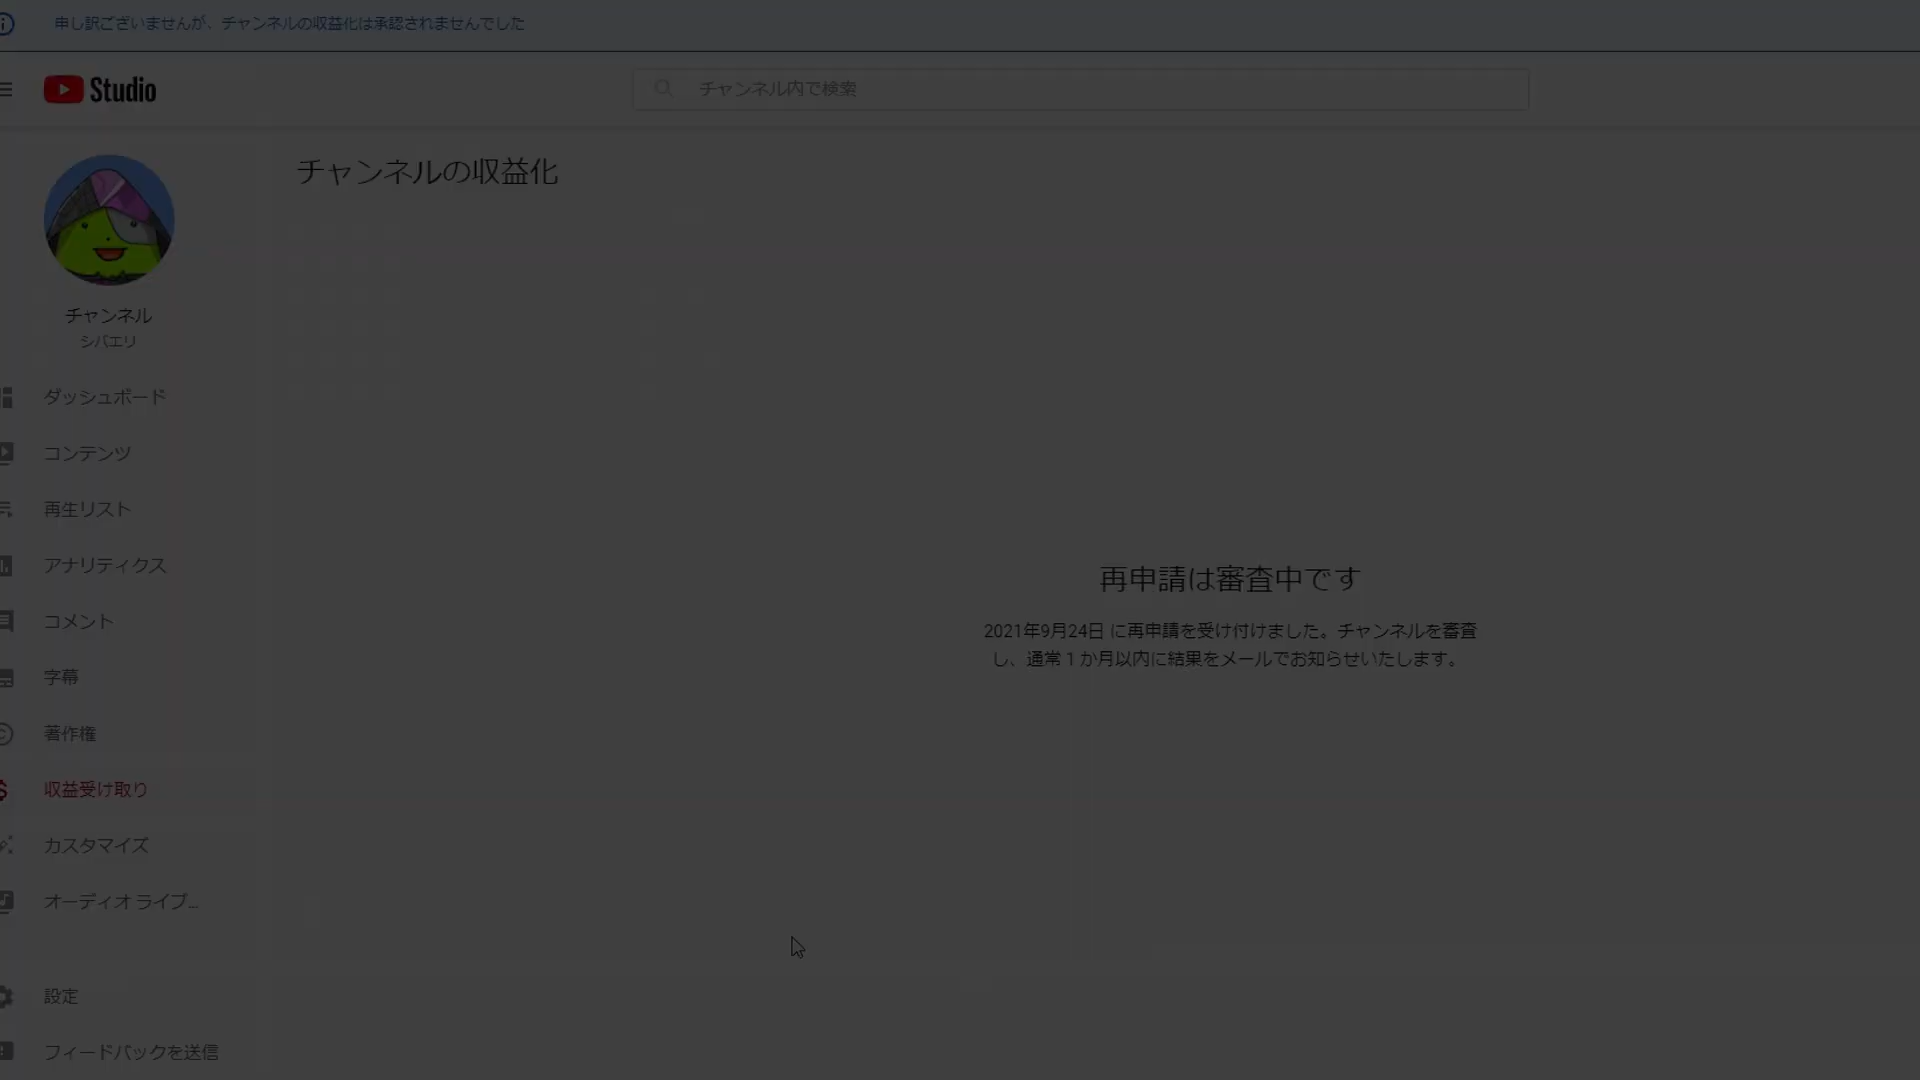 申し訳ございませんが、チャンネルの収益化は承認されませんでした
Studio
チャンネル内で検索
チャンネルの収益化
チャンネル
シバエリ
ダッシュボード
コンテンツ
再生リスト
アナリティクス
コメント
字幕
著作権
収益受け取り
カスタマイズ
オーディオ ライブ...
設定
フィードバックを送信
再申請は審査中です
2021年9月24日 に再申請を受け付けました。チャンネルを審査
し、通常 1 か月以内に結果をメールでお知らせいたします。